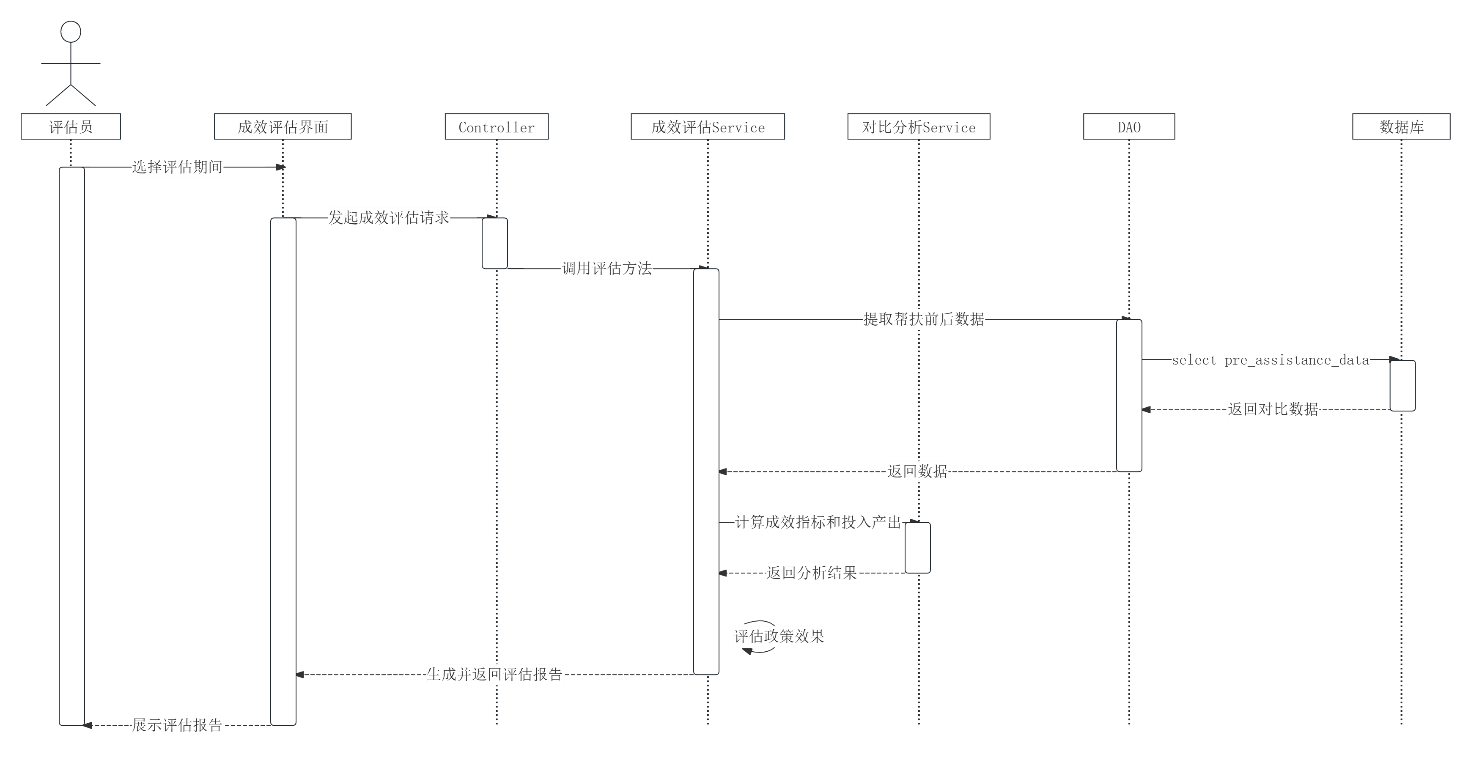 评估员
成效评估界面
Controller
成效评估Service
对比分析Service
DAO
数据库
选择评估期间
发起成效评估请求
调用评估方法
提取帮扶前后数据
select pre_assistance_data
返回对比数据
返回数据
计算成效指标和投入产出
返回分析结果
评估政策效果
生成并返回评估报告
展示评估报告